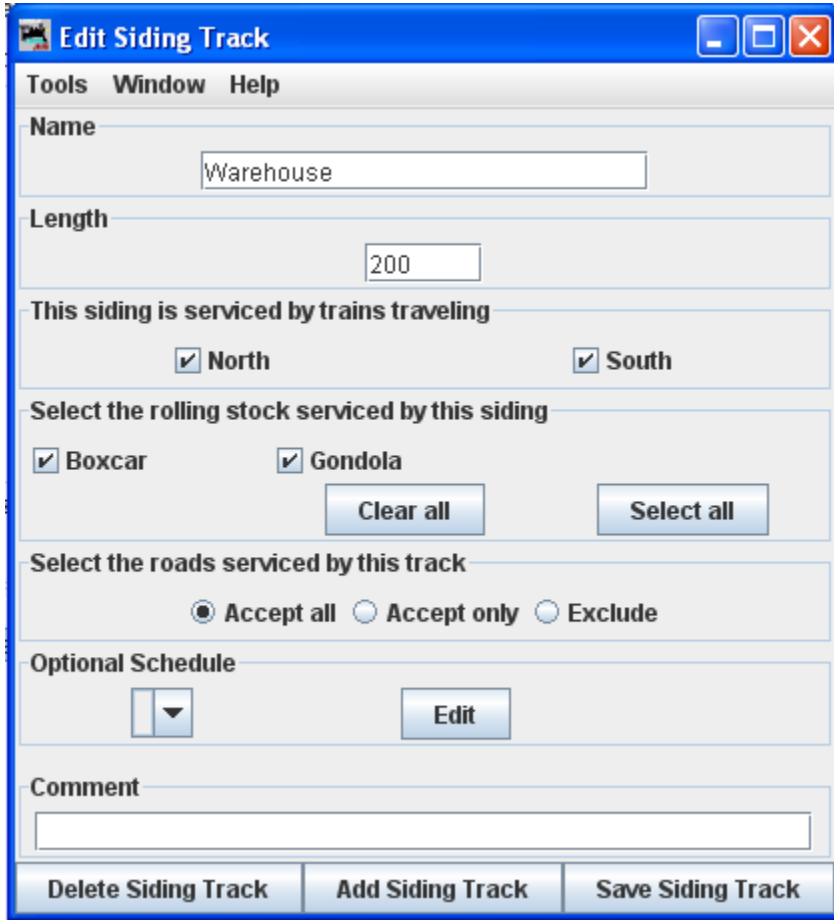 Edit Siding Track
Tools Window Help
Name
Warehouse
Length
200
This siding is serviced by trains traveling
North South
Select the rolling stock serviced by this siding
Boxcar Gondola
Clear all Select all
Select the roads serviced by this track
Accept all Accept only Exclude
Optional Schedule
Edit
Comment
Delete Siding Track Add Siding Track Save Siding Track